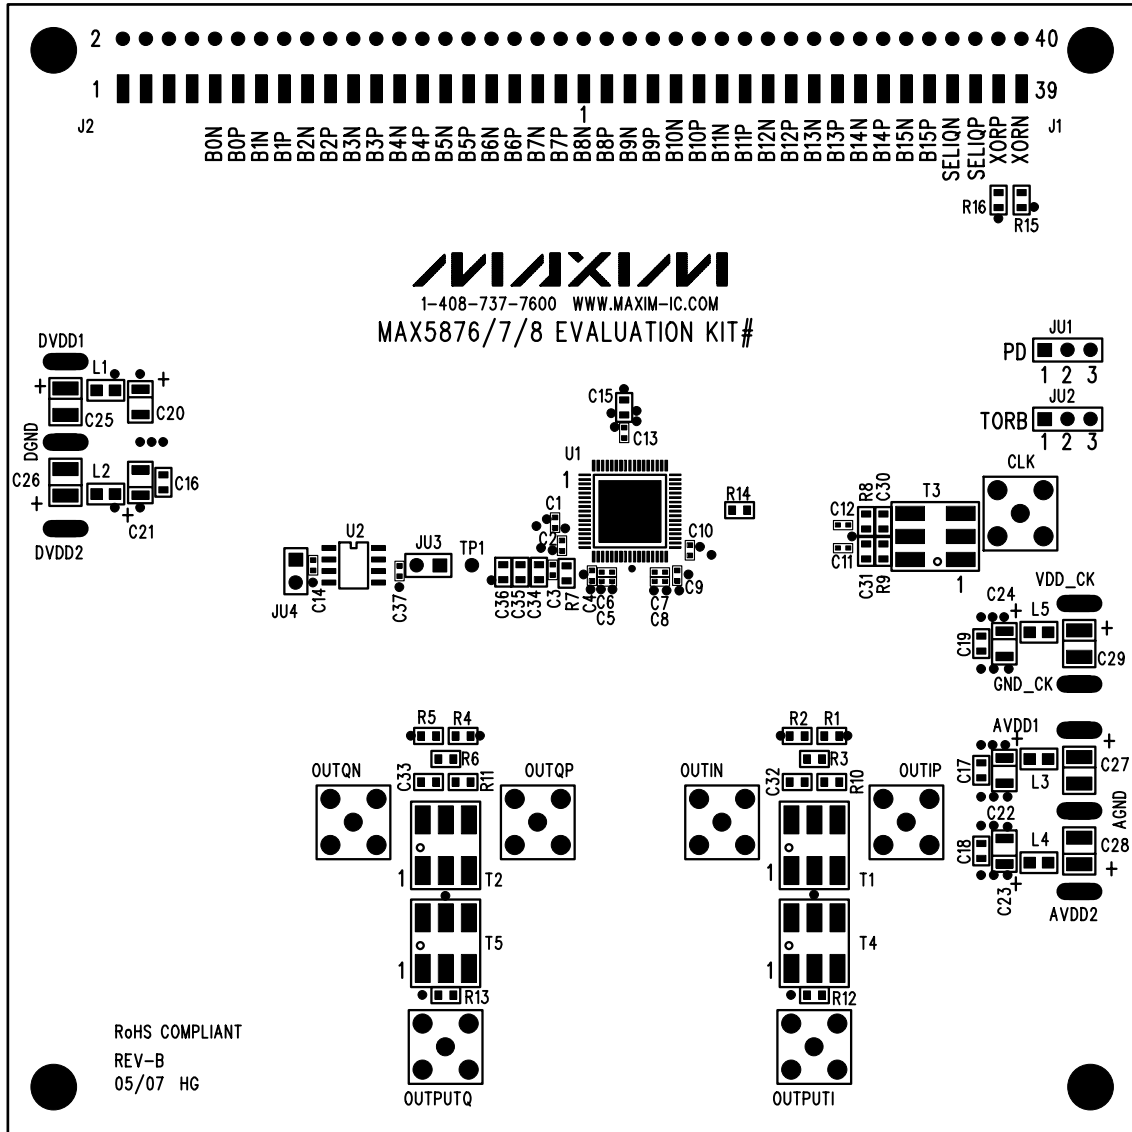 2
40
1
39
J2
1
J1
B0N
B0P
B1N
B1P
B2N
B2P
B3N
B3P
B4N
B4P
B5N
B5P
B6N
B6P
B7N
B7P
B8N
B8P
B9N
B9P
B10N
B10P
B11N
B11P
B12N
B12P
B13N
B13P
B14N
B14P
B15N
B15P
SELIQN
SELIQP
XORP
XORN
R16
R15
MAXIM
1-408-737-7600 WWW.MAXIM-IC.COM
MAX5876/7/8 EVALUATION KIT#
DVDD1
JU1
PD
1 2 3
L1
+
+
C25
C20
JU2
TORB
1 2 3
C15
C13
DGND
U1
CLK
C26
L2
C16
1
+
+
C21
DVDD2
R14
R8
C30
T3
C12
C11
C31
R9
1
C1
C2
C10
U2
JU3
TP1
JU4
C14
C37
C36
C35
C34
C3
R7
C4
C6
C5
C7
C8
C9
C24
VDD_CK
+
L5
+
C19
C29
GND_CK
R5
R4
R2
R1
AVDD1
+
+
R6
R3
C27
OUTQN
C33
R11
OUTQP
OUTIN
C32
R10
OUTIP
C17
L3
C22
AGND
C18
L4
C28
1
T2
1
T1
+
+
C23
AVDD2
T5
T4
1
1
R13
R12
RoHS COMPLIANT
REV-B
05/07 HG
OUTPUTQ
OUTPUTI